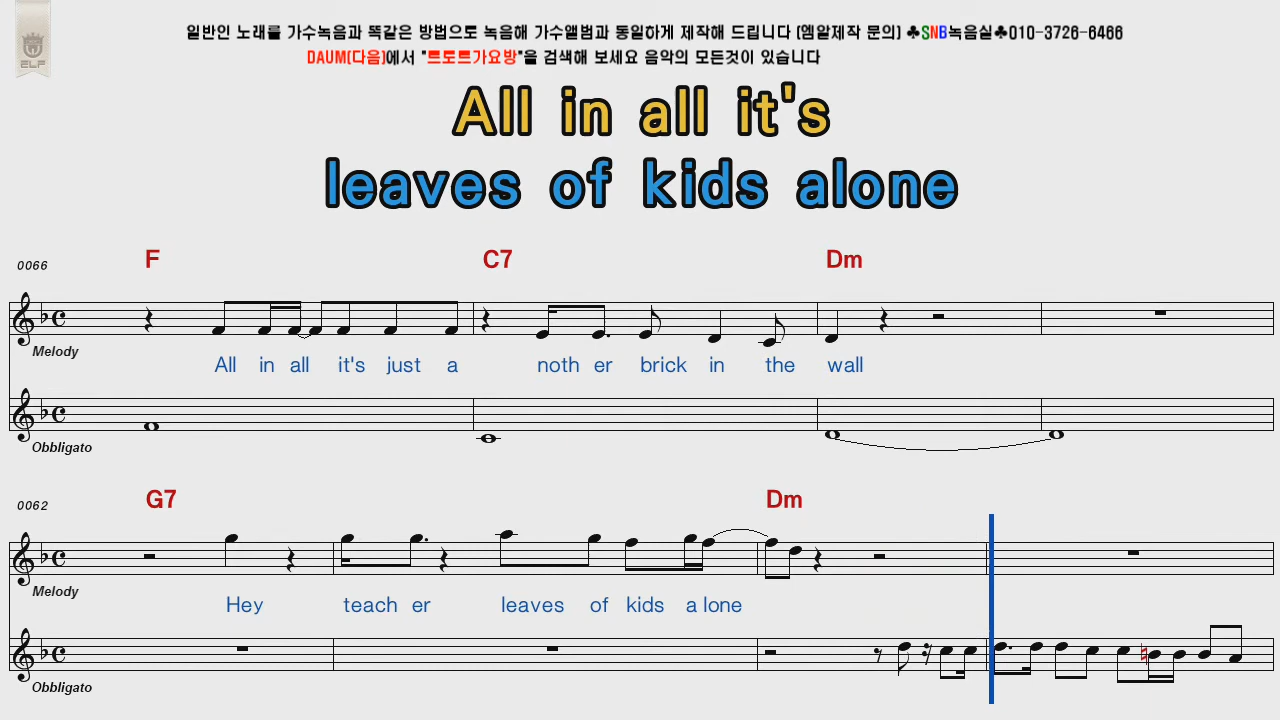 일반인 노래를 가수녹음과 똑같은 방법으로 녹음해 가수앨범과 동일하게 제작해 드립니다 (엠알제작 문의) ♣SNB녹음실♣010-3726-6466
ELF
DAUM(다음)에서 "트로트가요방"을 검색해 보세요 음악의 모든것이 있습니다
All in all it's
leaves of kids alone
F C7 Dm
0066
Melody
All in all it's just a noth er brick in the wall
Obbligato
G7 Dm
0062
Melody
Hey teach er leaves of kids a lone
Obbligato